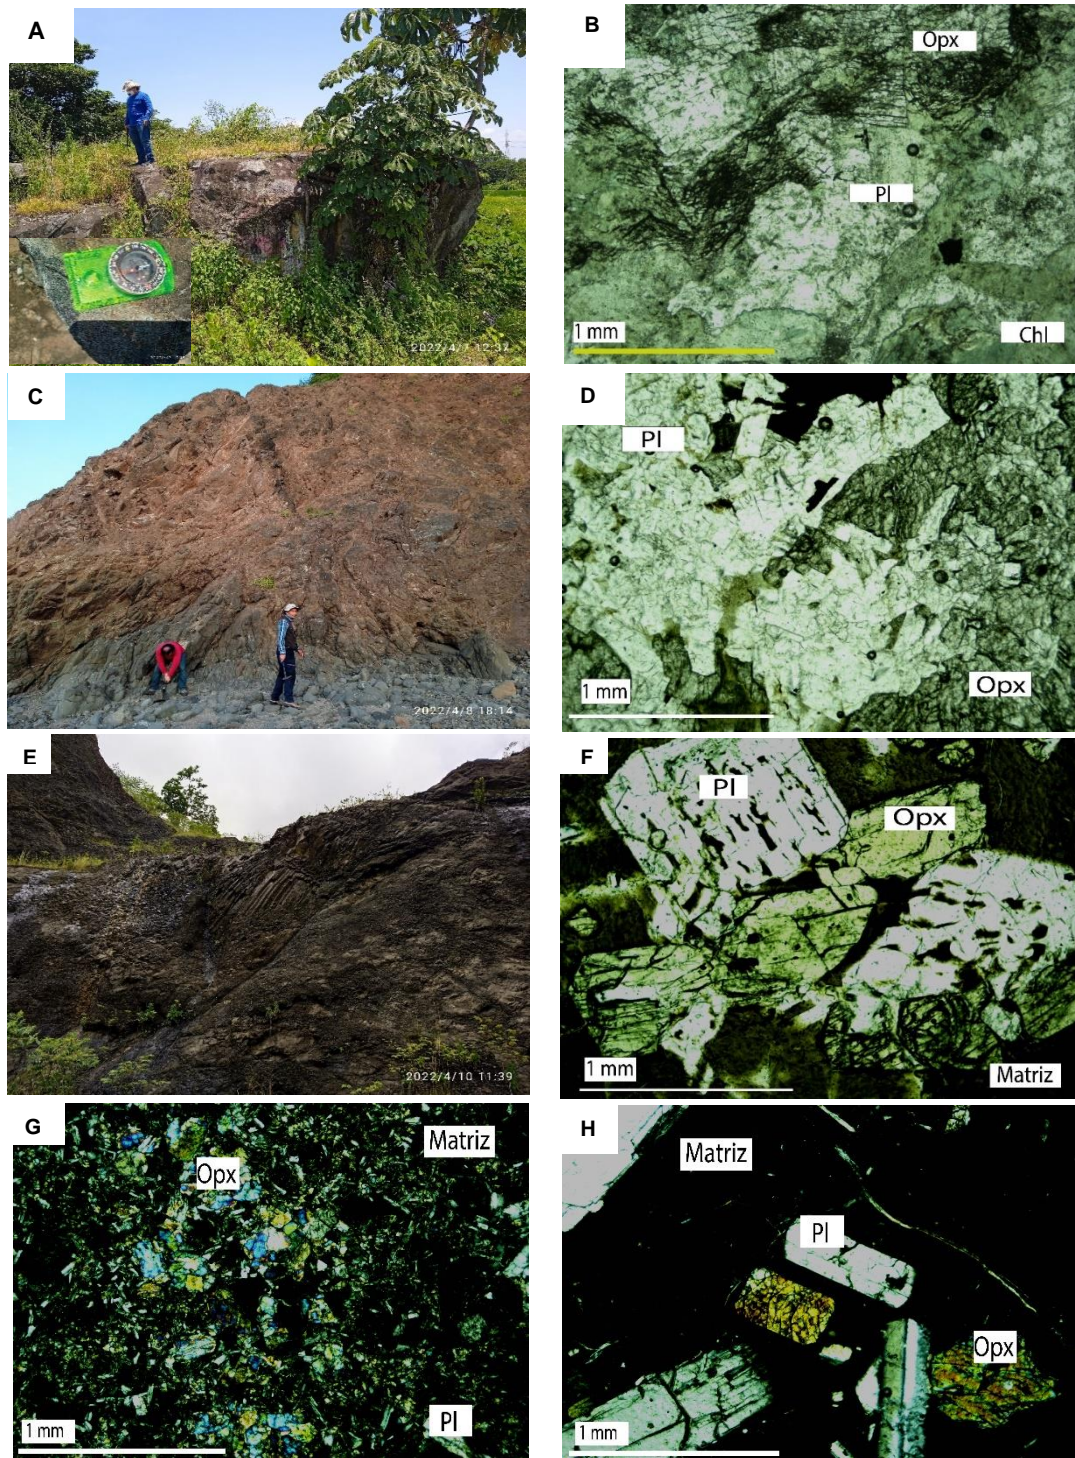 A
2022/4/7 12:37
B
Opx
Pl
1 mm
Chl
C
2022/4/8 18:14
D
Pl
1 mm
Opx
E
2022/4/10 11:39
F
Pl
Opx
1 mm
Matriz
G
Matriz
Opx
Pl
1 mm
H
Matriz
Pl
Opx
1 mm